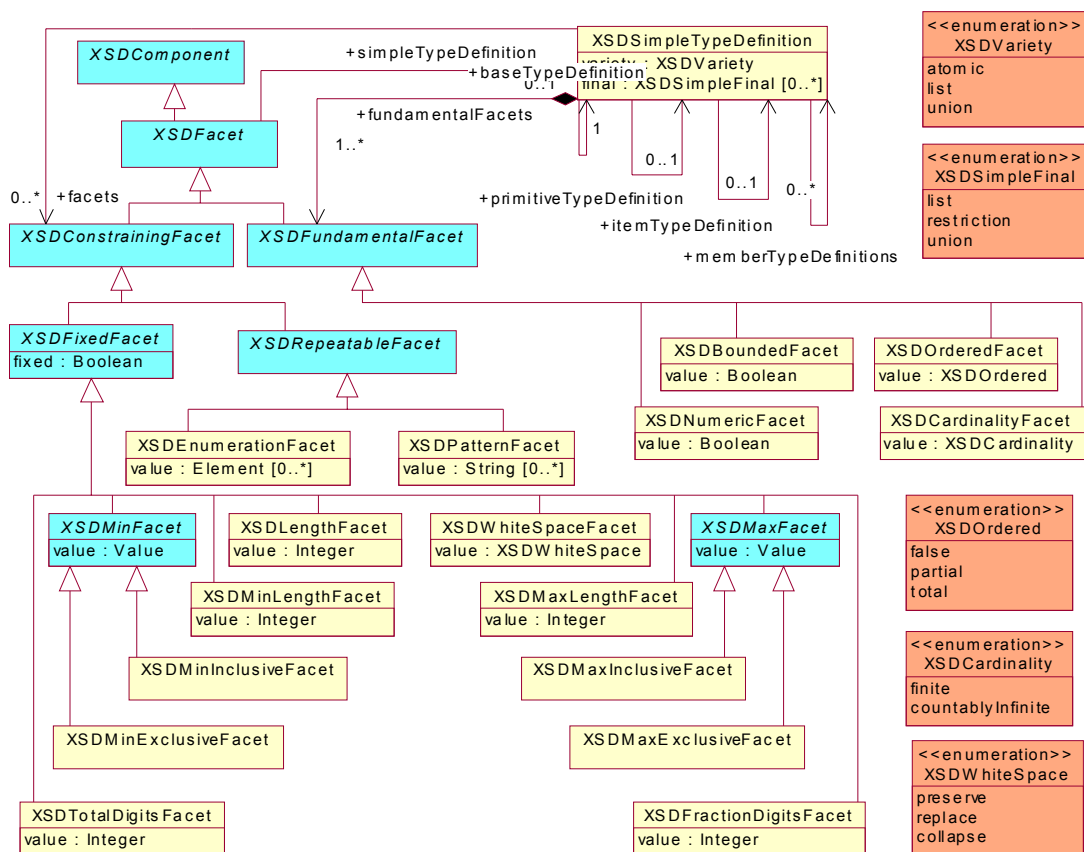 XSDComponent
XSDFacet
+simpleTypeDefinition
XSDSimpleTypeDefinition
variety : XSDVariety
+baseTypeDefinition
0..1
final : XSDSimpleFinal [0..*]
+fundamentalFacets
1..*
1
0..1
0..1
0..*
+primitiveTypeDefinition
+itemTypeDefinition
+memberTypeDefinitions
0..*
+facets
<<enumeration>>
XSDVariety
atomic
list
union
<<enumeration>>
XSDSimpleFinal
list
restriction
union
XSDConstrainingFacet
XSDFundamentalFacet
XSDFixedFacet
fixed : Boolean
XSDRepeatableFacet
XSDBoundedFacet
value : Boolean
XSDOrderedFacet
value : XSDOrdered
XSDNumericFacet
value : Boolean
XSDCardinalityFacet
value : XSDCardinality
XSDEnumerationFacet
value : Element [0..*]
XSDPatternFacet
value : String [0..*]
XSDMinFacet
value : Value
XSDLengthFacet
value : Integer
XSDWhiteSpaceFacet
value : XSDWhiteSpace
XSDMaxFacet
value : Value
XSDMinLengthFacet
value : Integer
XSDMaxLengthFacet
value : Integer
XSDMinInclusiveFacet
XSDMaxInclusiveFacet
XSDMinExclusiveFacet
XSDMaxExclusiveFacet
XSDTotalDigitsFacet
value : Integer
XSDFractionDigitsFacet
value : Integer
<<enumeration>>
XSDOrdered
false
partial
total
<<enumeration>>
XSDCardinality
finite
countablyInfinite
<<enumeration>>
XSDWhiteSpace
preserve
replace
collapse